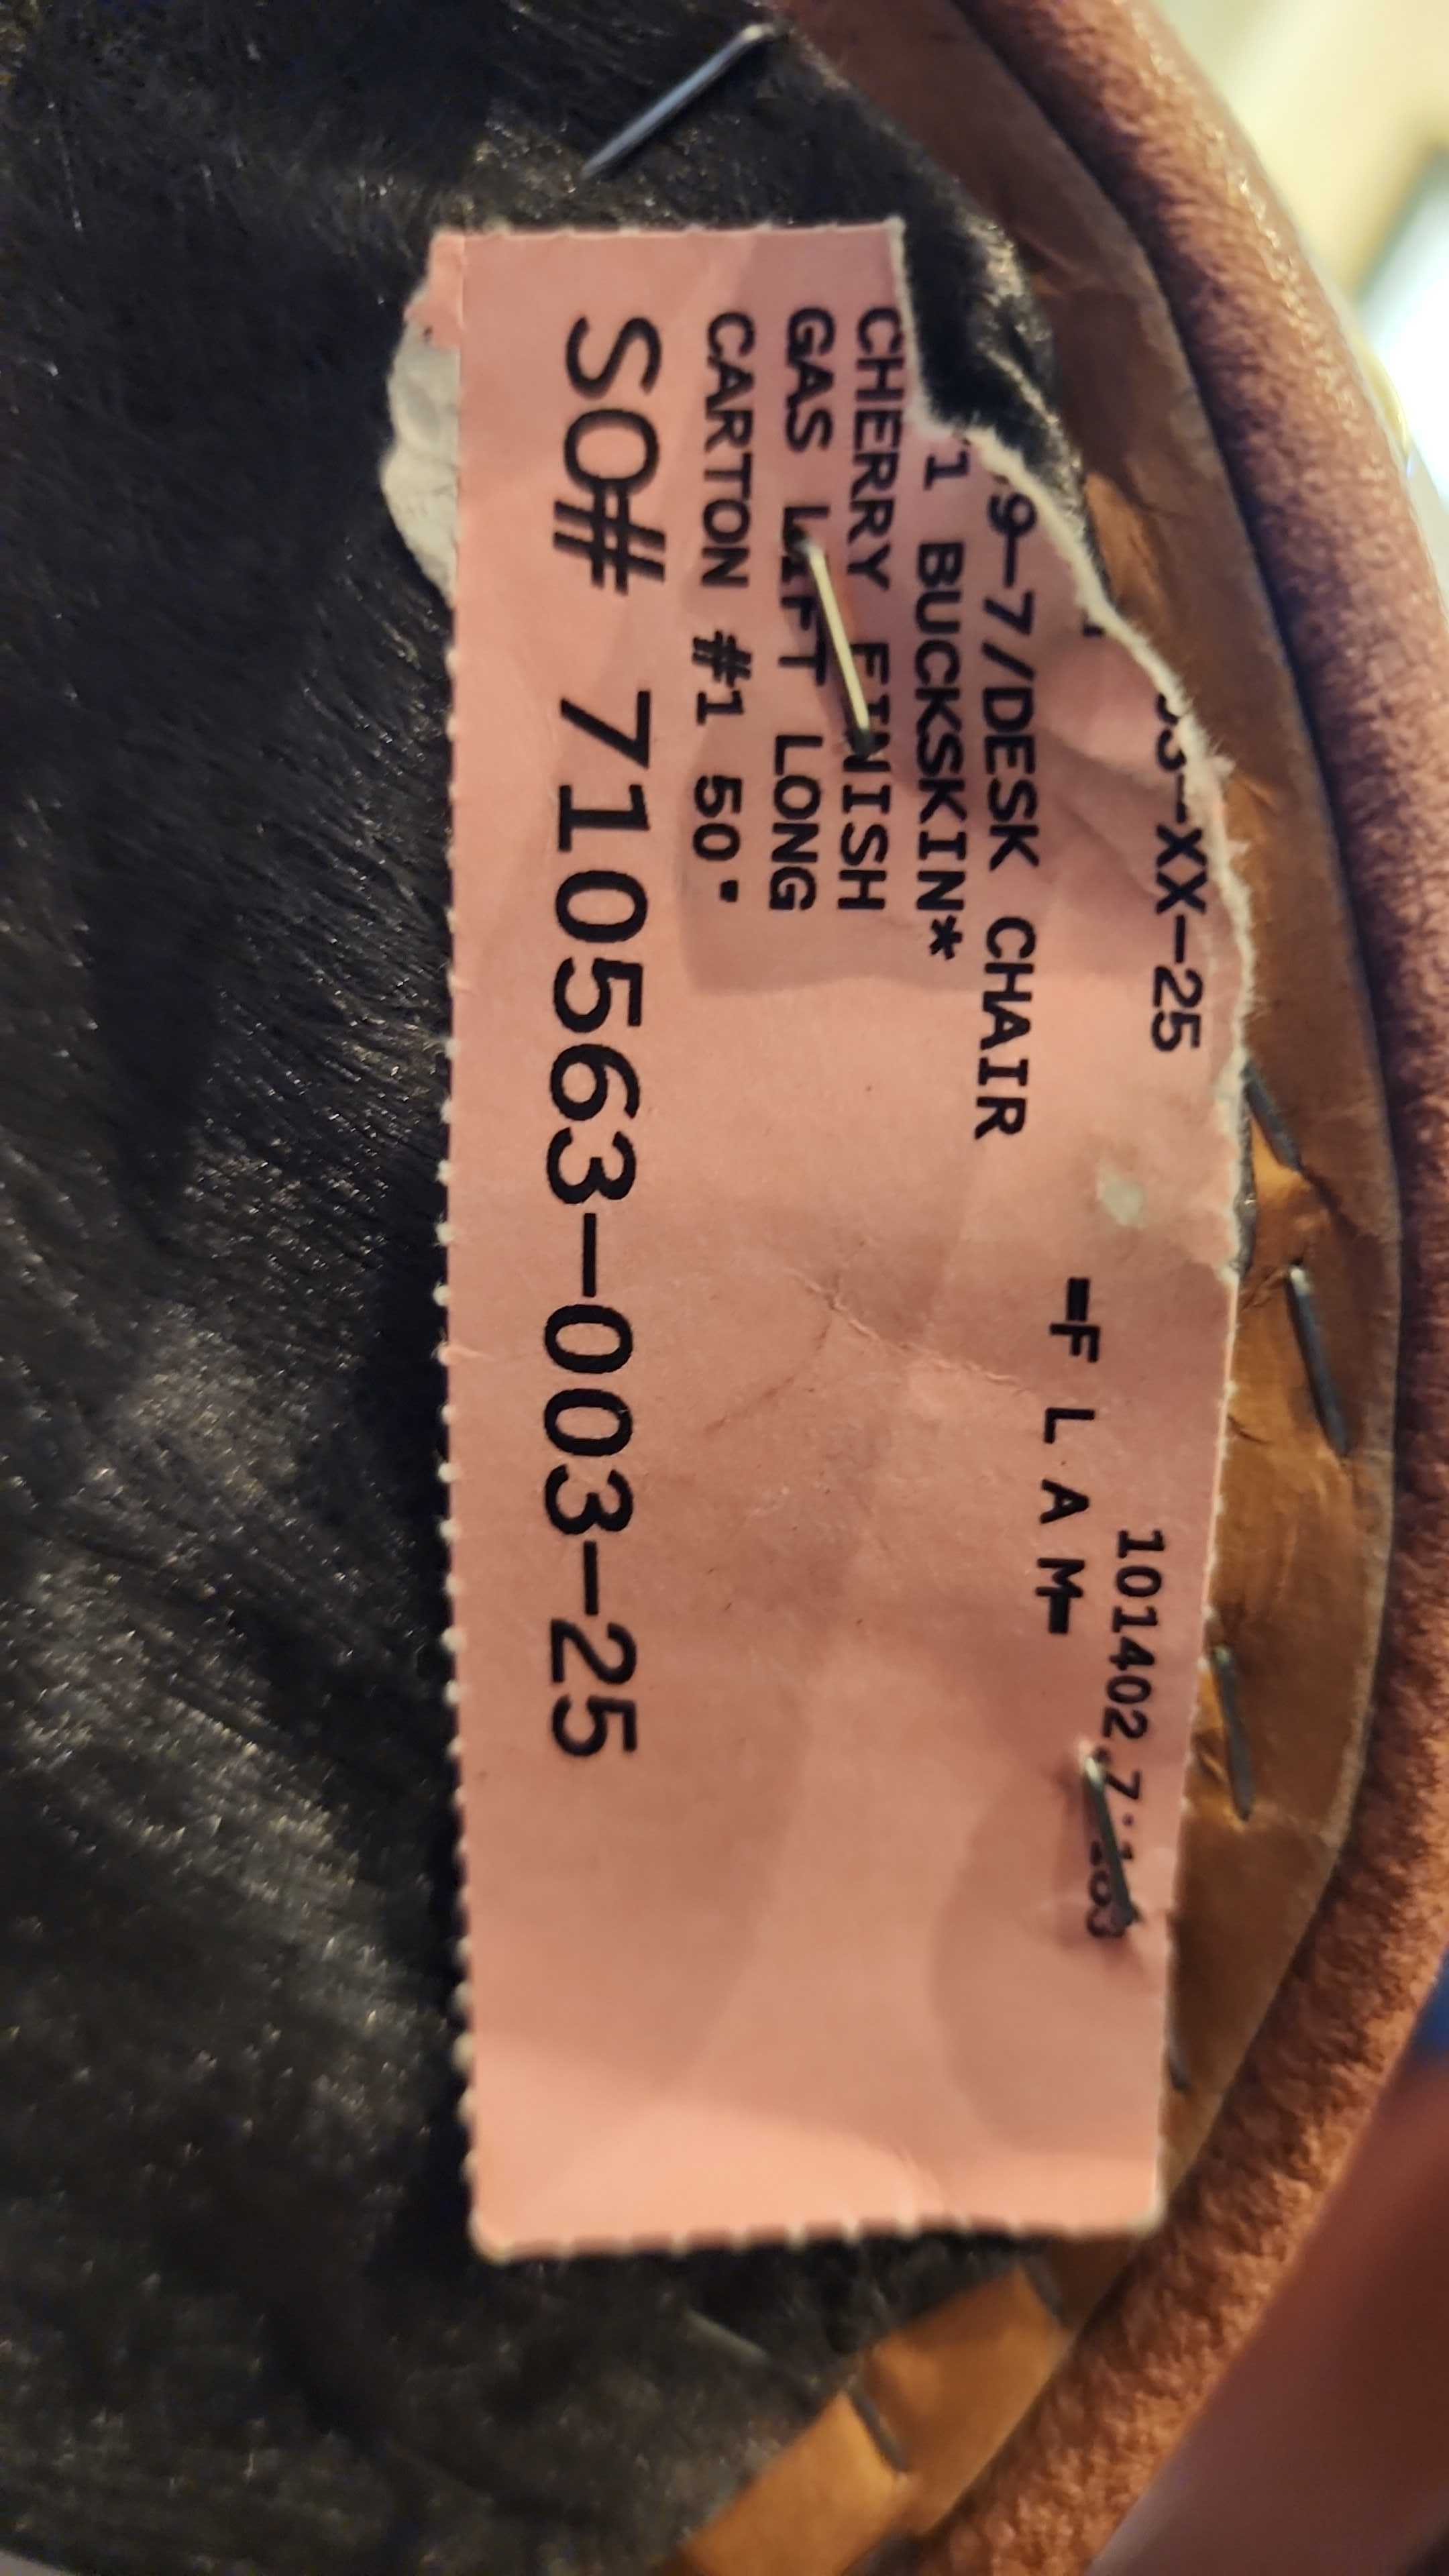 53-XX-25
101402
-F L A M-
9-7/DESK CHAIR
1 BUCKSKIN*
CHERRY FINISH
GAS LIFT LONG
CARTON #1 50"
SO# 710563-003-25